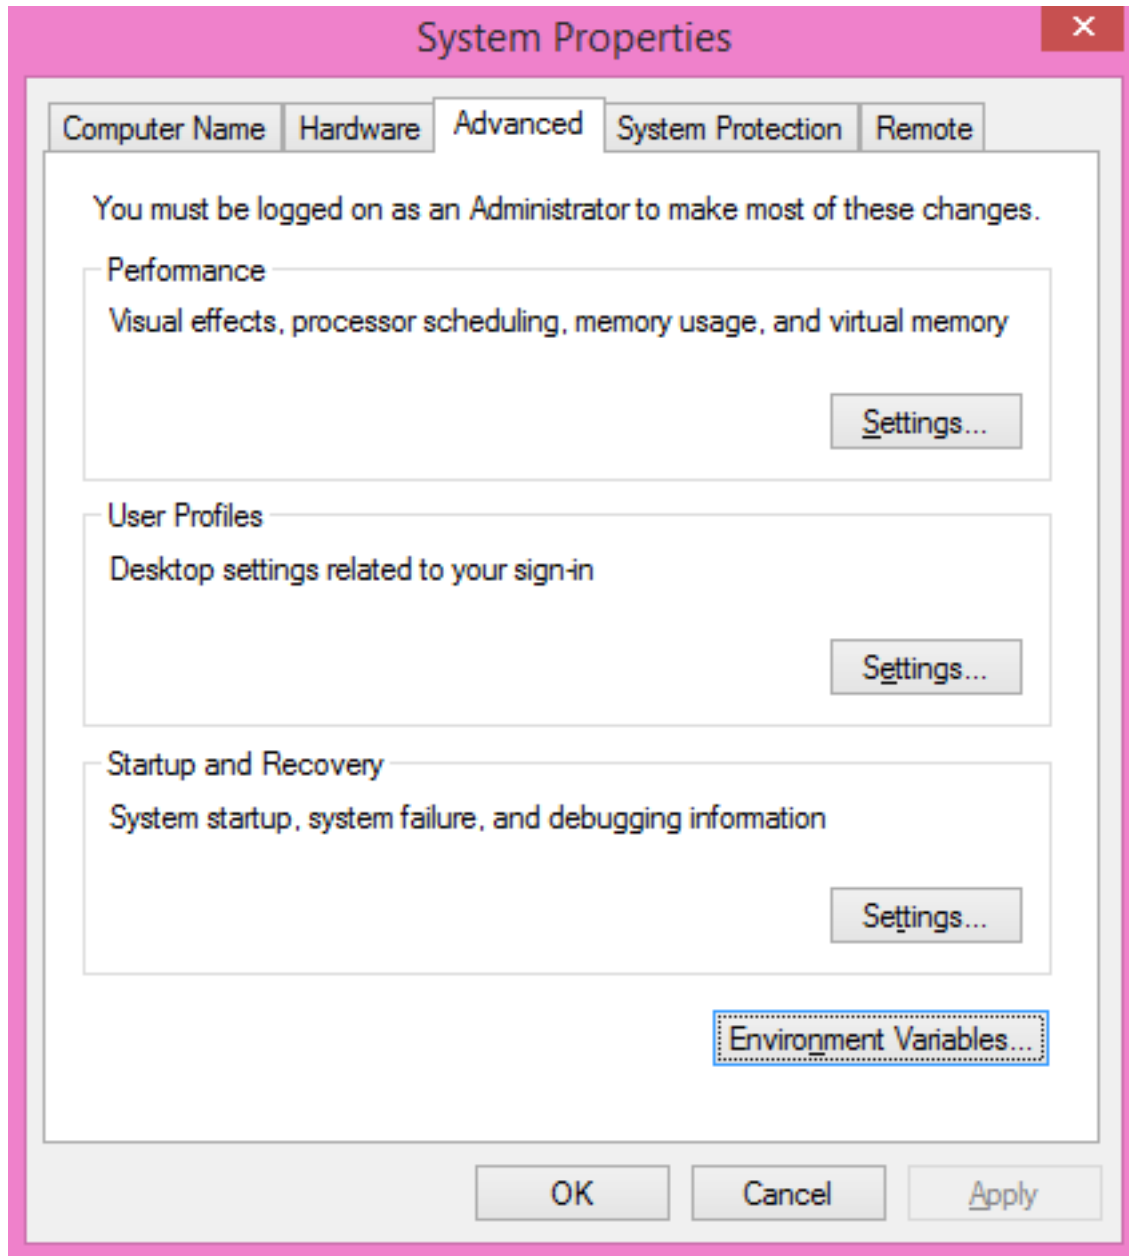 System Properties
Computer Name Hardware Advanced System Protection Remote
You must be logged on as an Administrator to make most of these changes.
Performance
Visual effects, processor scheduling, memory usage, and virtual memory
Settings...
User Profiles
Desktop settings related to your sign-in
Settings...
Startup and Recovery
System startup, system failure, and debugging information
Settings...
Environment Variables...
OK Cancel Apply